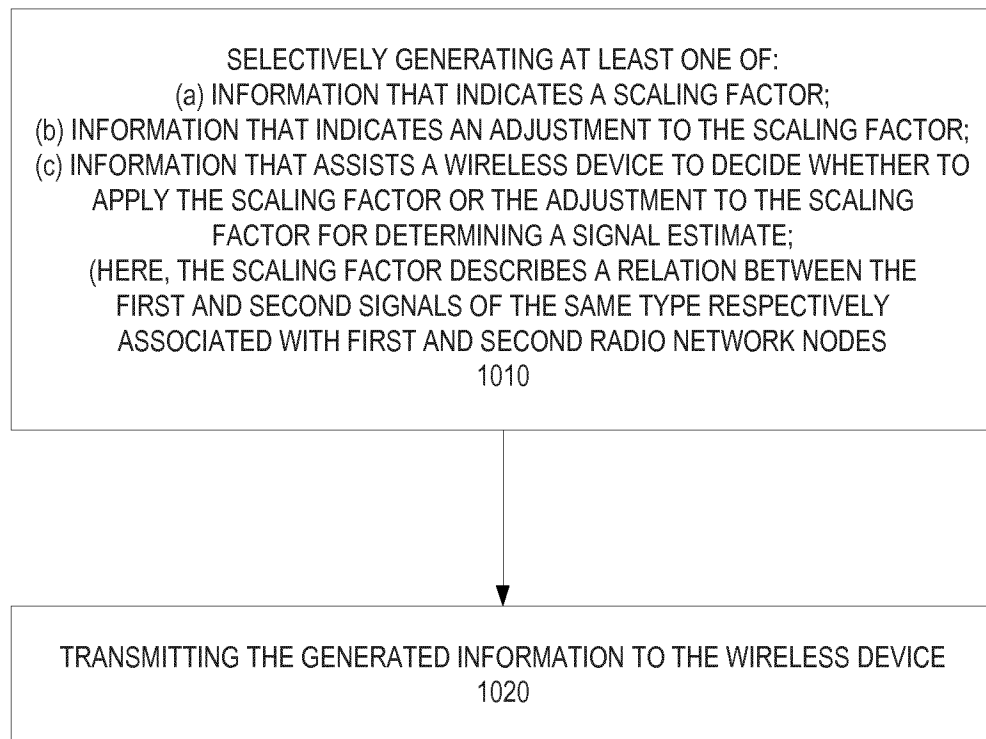 SELECTIVELY GENERATING AT LEAST ONE OF:
(a) INFORMATION THAT INDICATES A SCALING FACTOR;
(b) INFORMATION THAT INDICATES AN ADJUSTMENT TO THE SCALING FACTOR;
(c) INFORMATION THAT ASSISTS A WIRELESS DEVICE TO DECIDE WHETHER TO
APPLY THE SCALING FACTOR OR THE ADJUSTMENT TO THE SCALING
FACTOR FOR DETERMINING A SIGNAL ESTIMATE;
(HERE, THE SCALING FACTOR DESCRIBES A RELATION BETWEEN THE
FIRST AND SECOND SIGNALS OF THE SAME TYPE RESPECTIVELY
ASSOCIATED WITH FIRST AND SECOND RADIO NETWORK NODES
1010
TRANSMITTING THE GENERATED INFORMATION TO THE WIRELESS DEVICE
1020